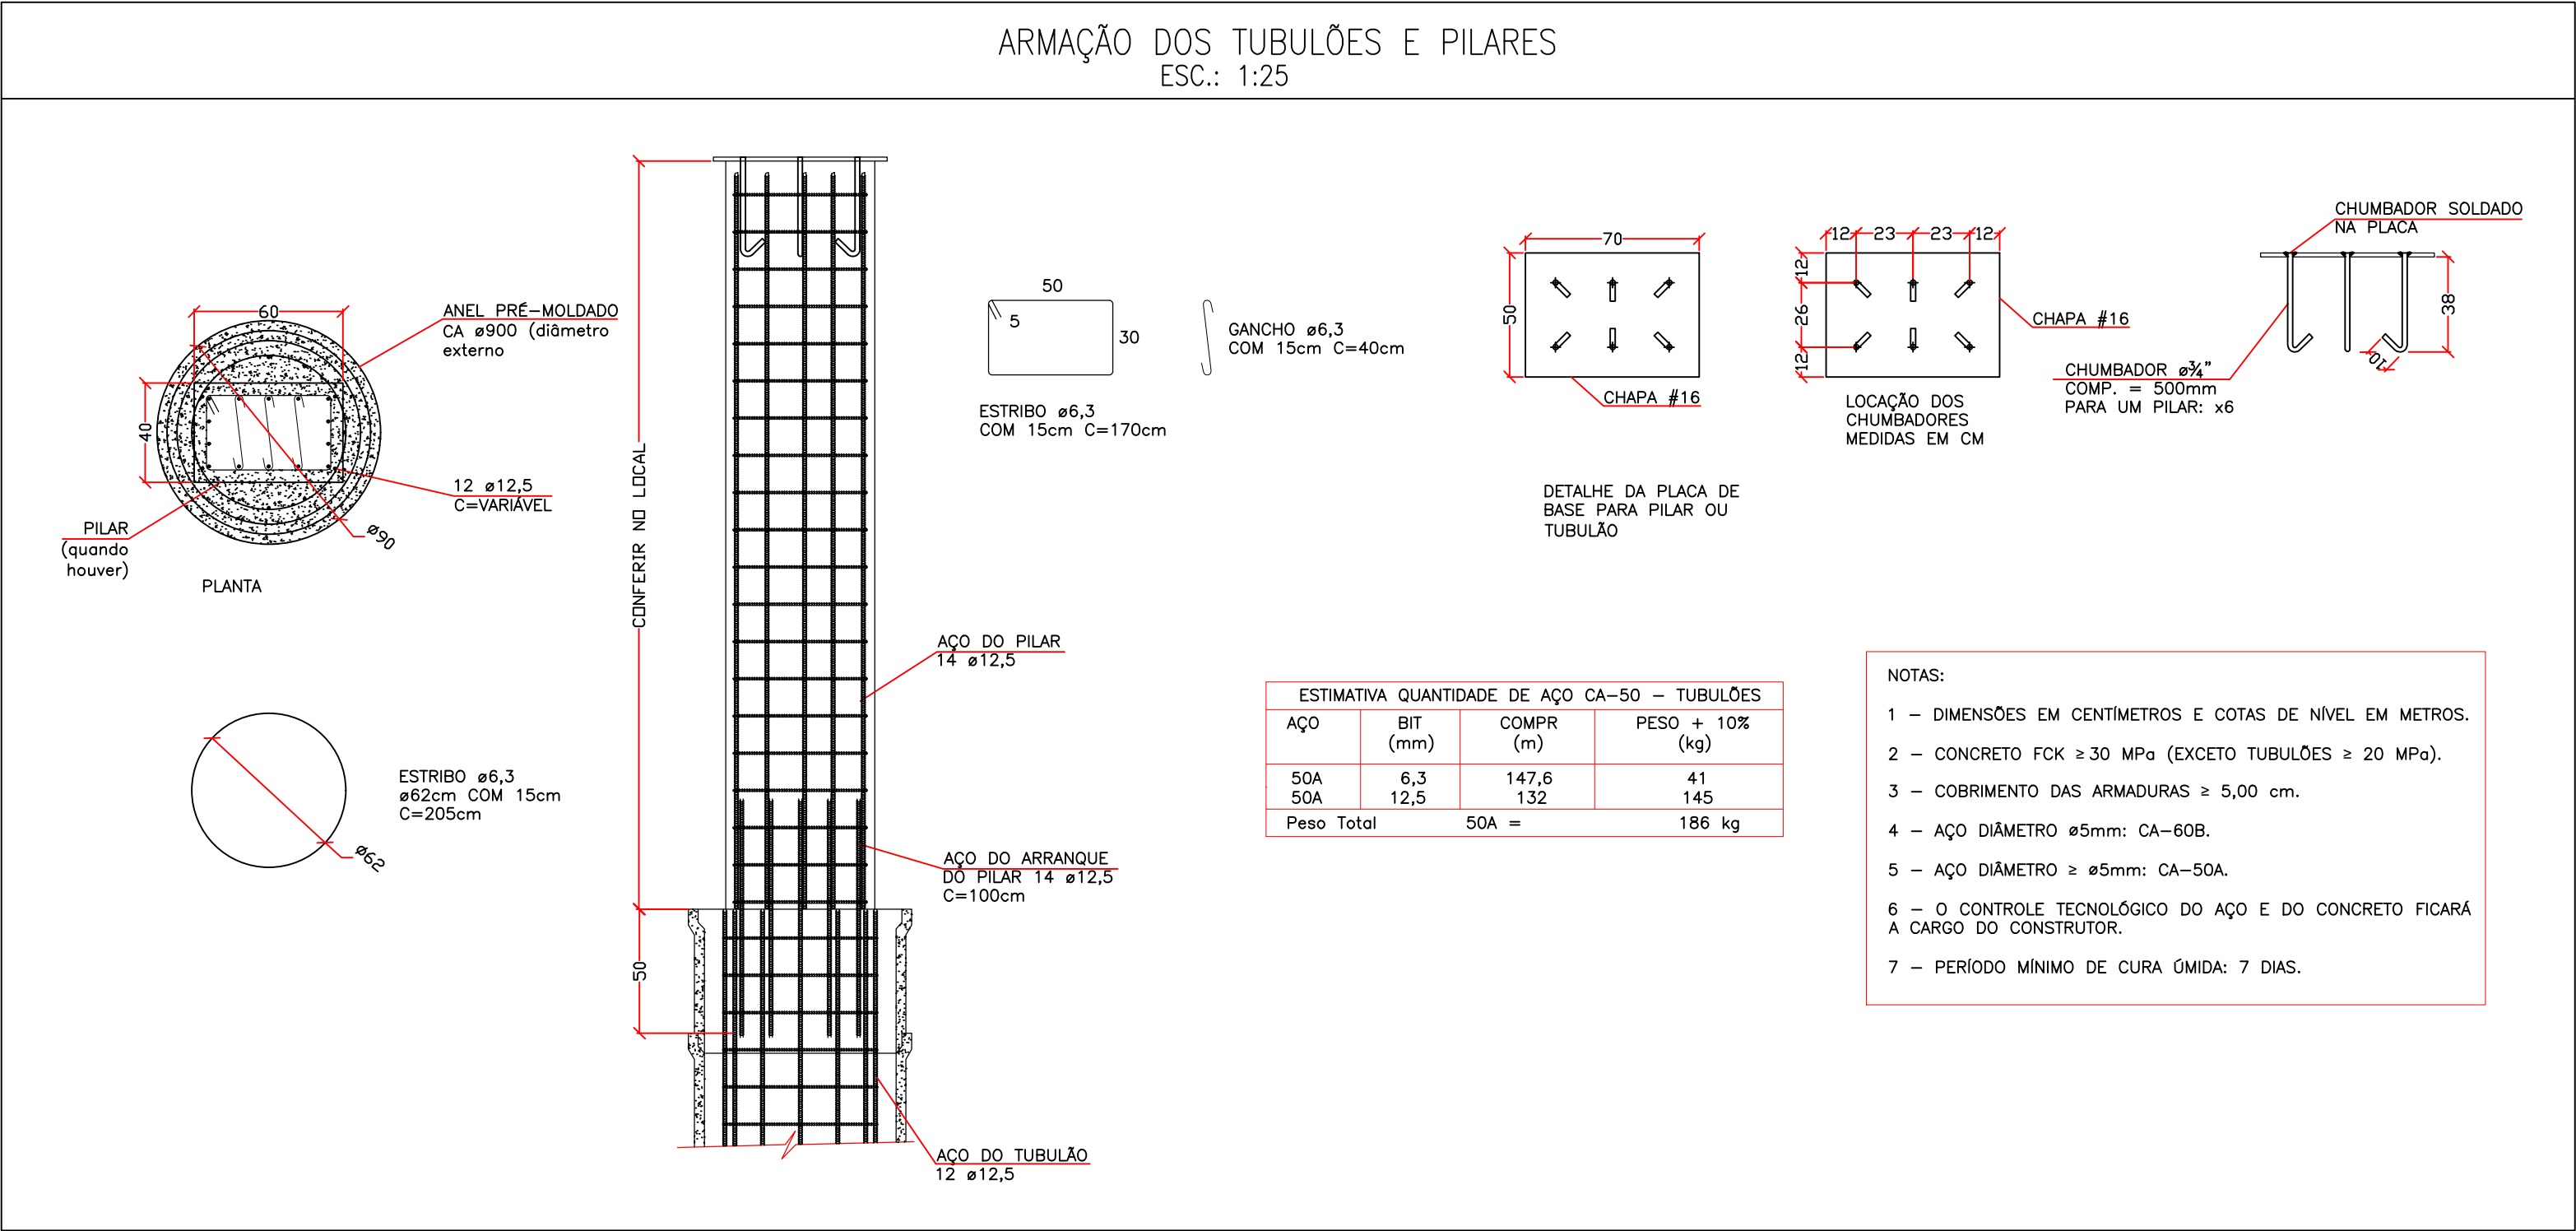 ARMAÇÃO DOS TUBULÕES E PILARES
ESC.: 1:25
60
40
ANEL PRÉ-MOLDADO
CA ø900 (diâmetro
externo
12 ø12,5
C=VARIÁVEL
PILAR
(quando
houver)
ø90
PLANTA
ESTRIBO ø6,3
ø62cm COM 15cm
C=205cm
ø62
CONFERIR NO LOCAL
50
AÇO DO PILAR
14 ø12,5
AÇO DO ARRANQUE
DO PILAR 14 ø12,5
C=100cm
AÇO DO TUBULÃO
12 ø12,5
50
5
30
ESTRIBO ø6,3
COM 15cm C=170cm
GANCHO ø6,3
COM 15cm C=40cm
70
50
CHAPA #16
DETALHE DA PLACA DE
BASE PARA PILAR OU
TUBULÃO
12 23 23 12
12
26
12
CHAPA #16
LOCAÇÃO DOS
CHUMBADORES
MEDIDAS EM CM
CHUMBADOR SOLDADO
NA PLACA
38
10
CHUMBADOR ø¾"
COMP. = 500mm
PARA UM PILAR: x6
ESTIMATIVA QUANTIDADE DE AÇO CA-50 - TUBULÕES
AÇO BIT (mm) COMPR (m) PESO + 10% (kg)
50A 6,3 147,6 41
50A 12,5 132 145
Peso Total 50A = 186 kg
NOTAS:
1 - DIMENSÕES EM CENTÍMETROS E COTAS DE NÍVEL EM METROS.
2 - CONCRETO FCK ≥30 MPa (EXCETO TUBULÕES ≥ 20 MPa).
3 - COBRIMENTO DAS ARMADURAS ≥ 5,00 cm.
4 - AÇO DIÂMETRO ø5mm: CA-60B.
5 - AÇO DIÂMETRO ≥ ø5mm: CA-50A.
6 - O CONTROLE TECNOLÓGICO DO AÇO E DO CONCRETO FICARÁ
A CARGO DO CONSTRUTOR.
7 - PERÍODO MÍNIMO DE CURA ÚMIDA: 7 DIAS.